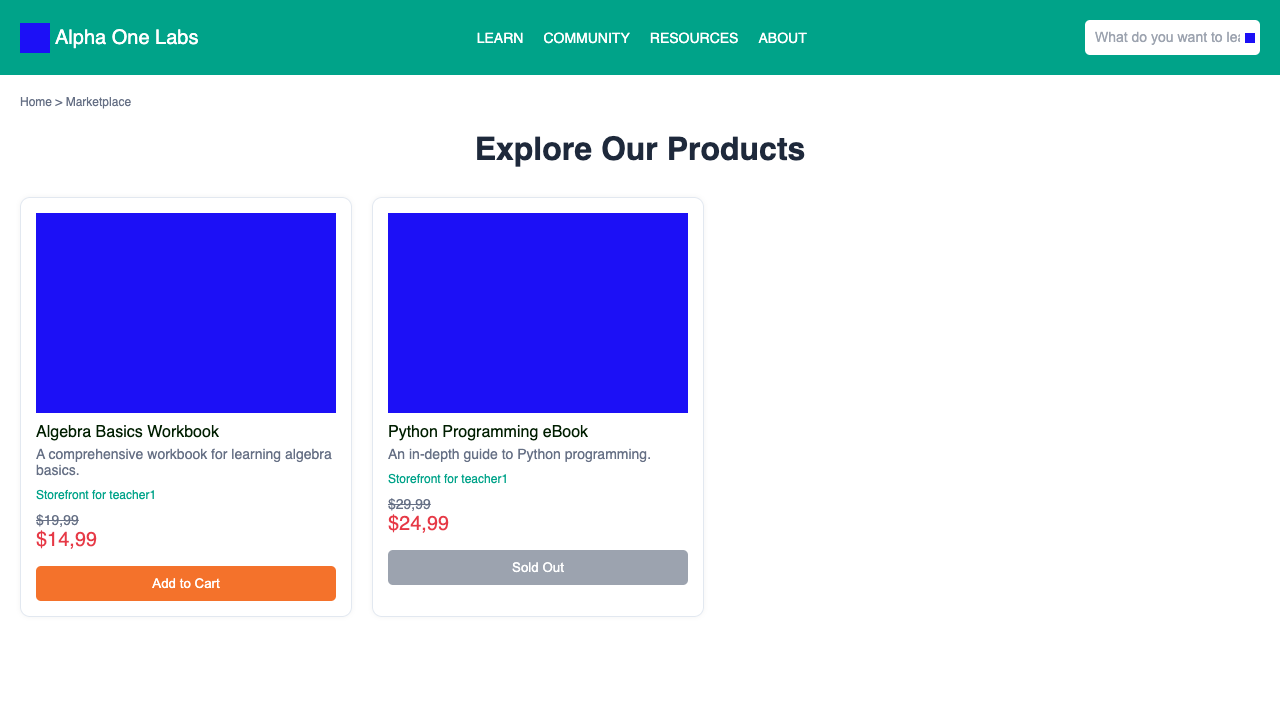 Alpha One Labs
LEARN COMMUNITY RESOURCES ABOUT
What do you want to lea
Home > Marketplace
Explore Our Products
Algebra Basics Workbook
A comprehensive workbook for learning algebra
basics.
Storefront for teacher1
$19,99
$14,99
Add to Cart
Python Programming eBook
An in-depth guide to Python programming.
Storefront for teacher1
$29,99
$24,99
Sold Out